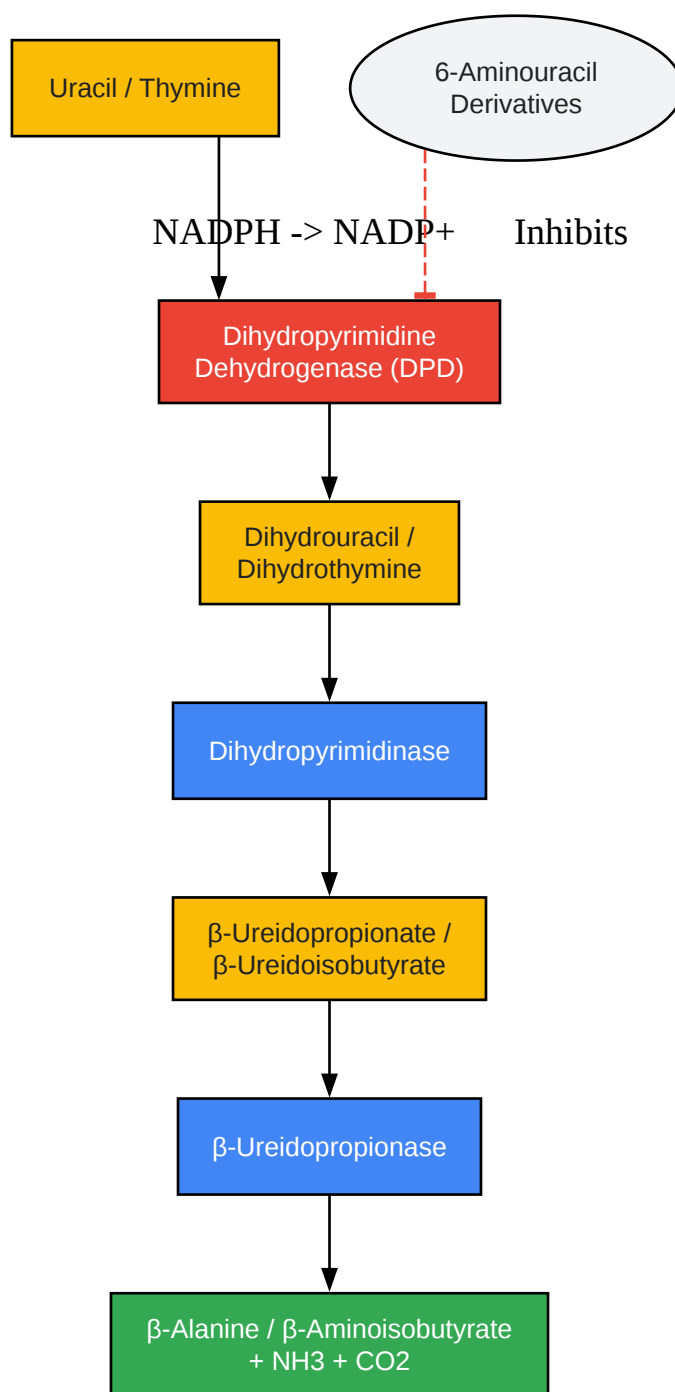 Uracil / Thymine
6-Aminouracil
Derivatives
NADPH -> NADP+
Inhibits
Dihydropyrimidine
Dehydrogenase (DPD)
Dihydrouracil /
Dihydrothymine
Dihydropyrimidinase
β-Ureidopropionate /
β-Ureidoisobutyrate
β-Ureidopropionase
β-Alanine / β-Aminoisobutyrate
+ NH3 + CO2